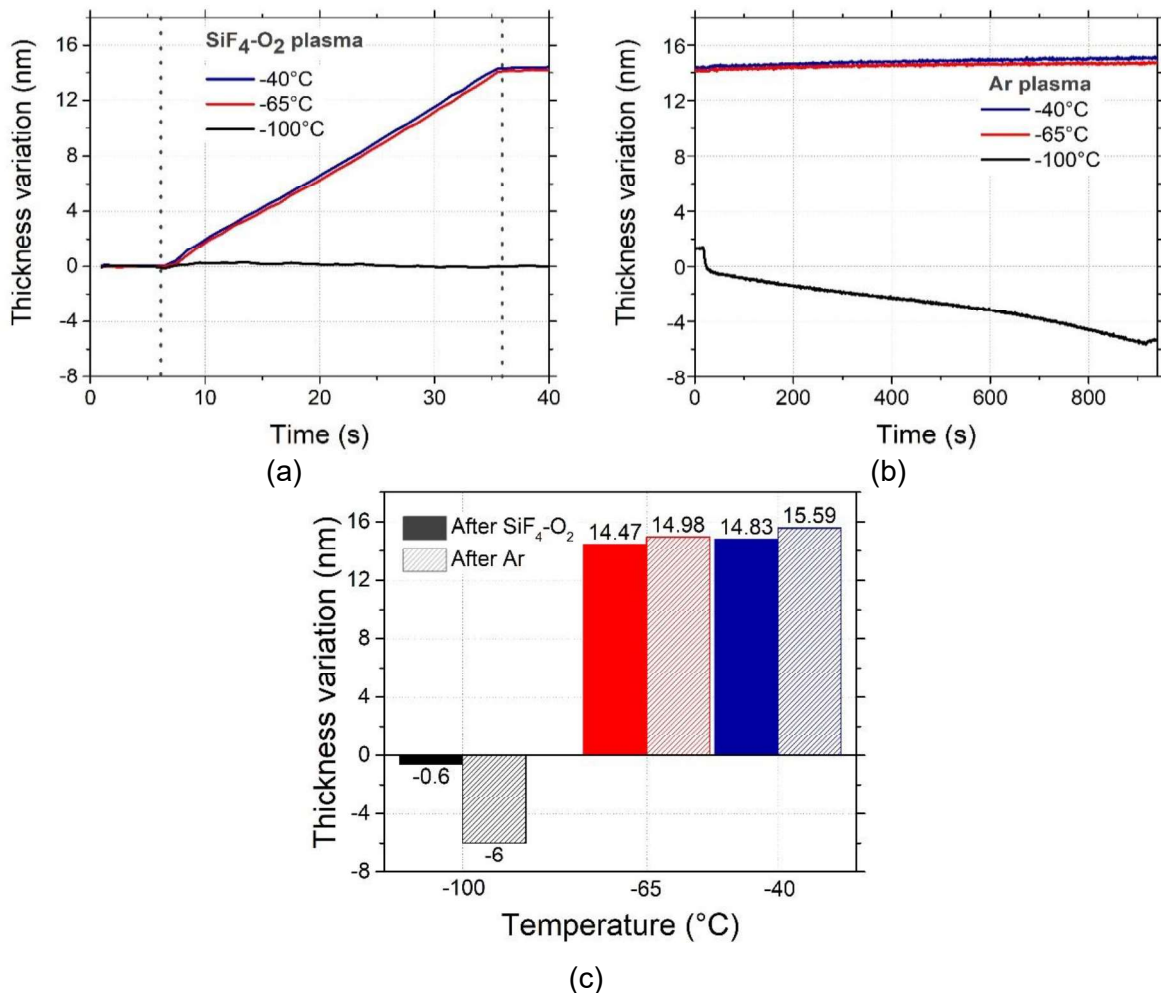 SiF4-O2 plasma
-40°C
-65°C
-100°C
Thickness variation (nm)
16
12
8
4
0
-4
-8
0
10
20
30
40
Time (s)
(a)
Ar plasma
-40°C
-65°C
-100°C
Thickness variation (nm)
16
12
8
4
0
-4
-8
0
200
400
600
800
Time (s)
(b)
After SiF4-O2
After Ar
14.47
14.98
14.83
15.59
-0.6
-6
Thickness variation (nm)
16
12
8
4
0
-4
-8
-100
-65
-40
Temperature (°C)
(c)